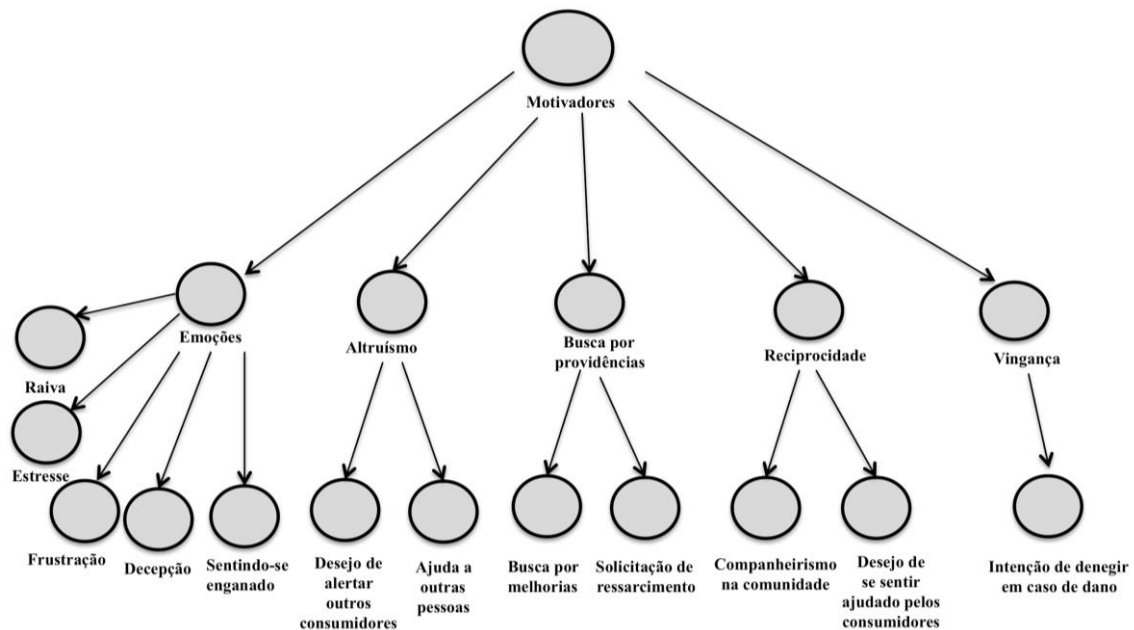 Motivadores
Emoções
Altruísmo
Busca por
providências
Reciprocidade
Vingança
Raiva
Estresse
Frustração
Decepção
Sentindo-se
enganado
Desejo de
alertar
outros
consumidores
Ajuda a
outras
pessoas
Busca por
melhorias
Solicitação de
ressarcimento
Companheirismo
na comunidade
Desejo de
se sentir
ajudado pelos
consumidores
Intenção de denegir
em caso de dano